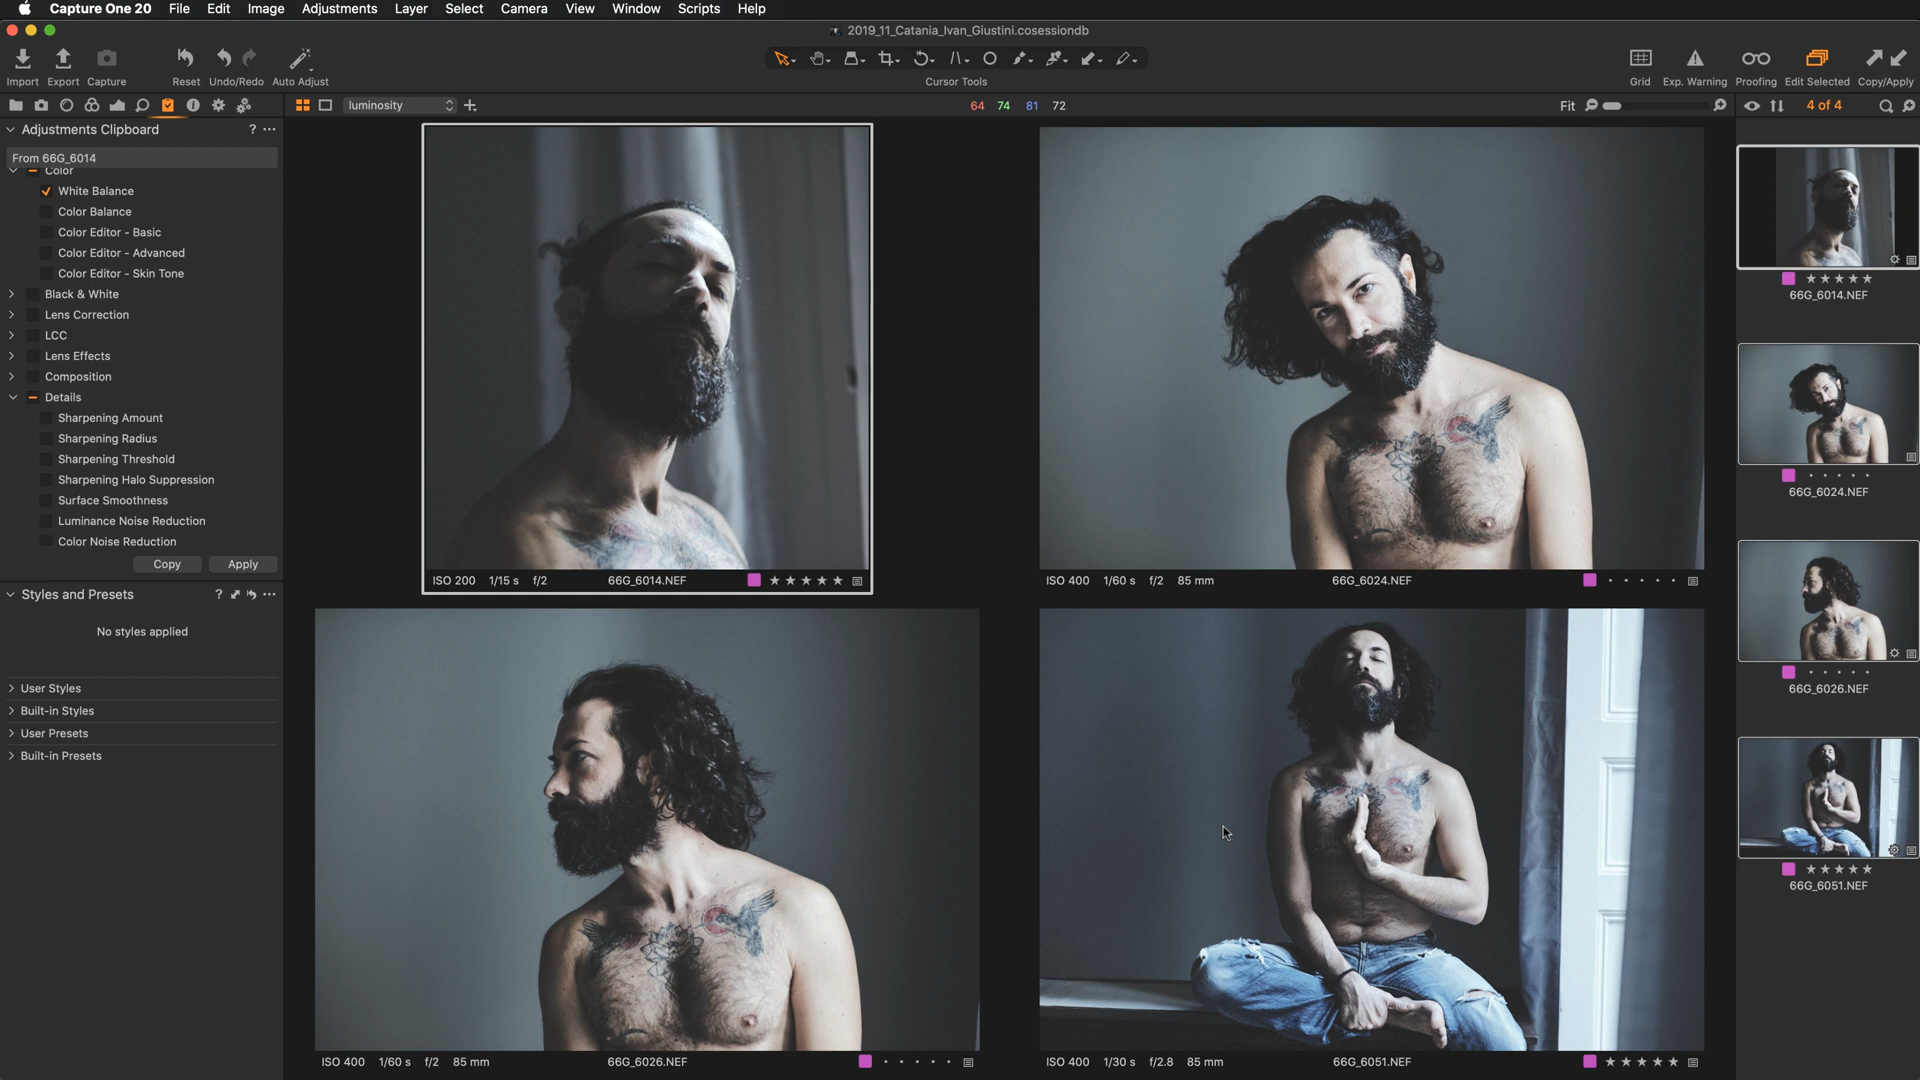 Capture One 20 File Edit Image Adjustments Layer Select Camera View Window Scripts Help
2019_11_Catania_Ivan_Giustini.cosessiondb
Import Export Capture Reset Undo/Redo Auto Adjust Cursor Tools Grid Exp. Warning Proofing Edit Selected Copy/Apply
luminosity 64 74 81 72 Fit 4 of 4
Adjustments Clipboard ?
From 66G_6014
Color
White Balance
Color Balance
Color Editor - Basic
Color Editor - Advanced
Color Editor - Skin Tone
Black & White
Lens Correction
LCC
Lens Effects
Composition
Details
Sharpening Amount
Sharpening Radius
Sharpening Threshold
Sharpening Halo Suppression
Surface Smoothness
Luminance Noise Reduction
Color Noise Reduction
Copy Apply
Styles and Presets ?
No styles applied
User Styles
Built-in Styles
User Presets
Built-in Presets
ISO 200 1/15 s f/2 66G_6014.NEF
ISO 400 1/60 s f/2 85 mm 66G_6024.NEF
ISO 400 1/60 s f/2 85 mm 66G_6026.NEF
ISO 400 1/30 s f/2.8 85 mm 66G_6051.NEF
66G_6014.NEF
66G_6024.NEF
66G_6026.NEF
66G_6051.NEF